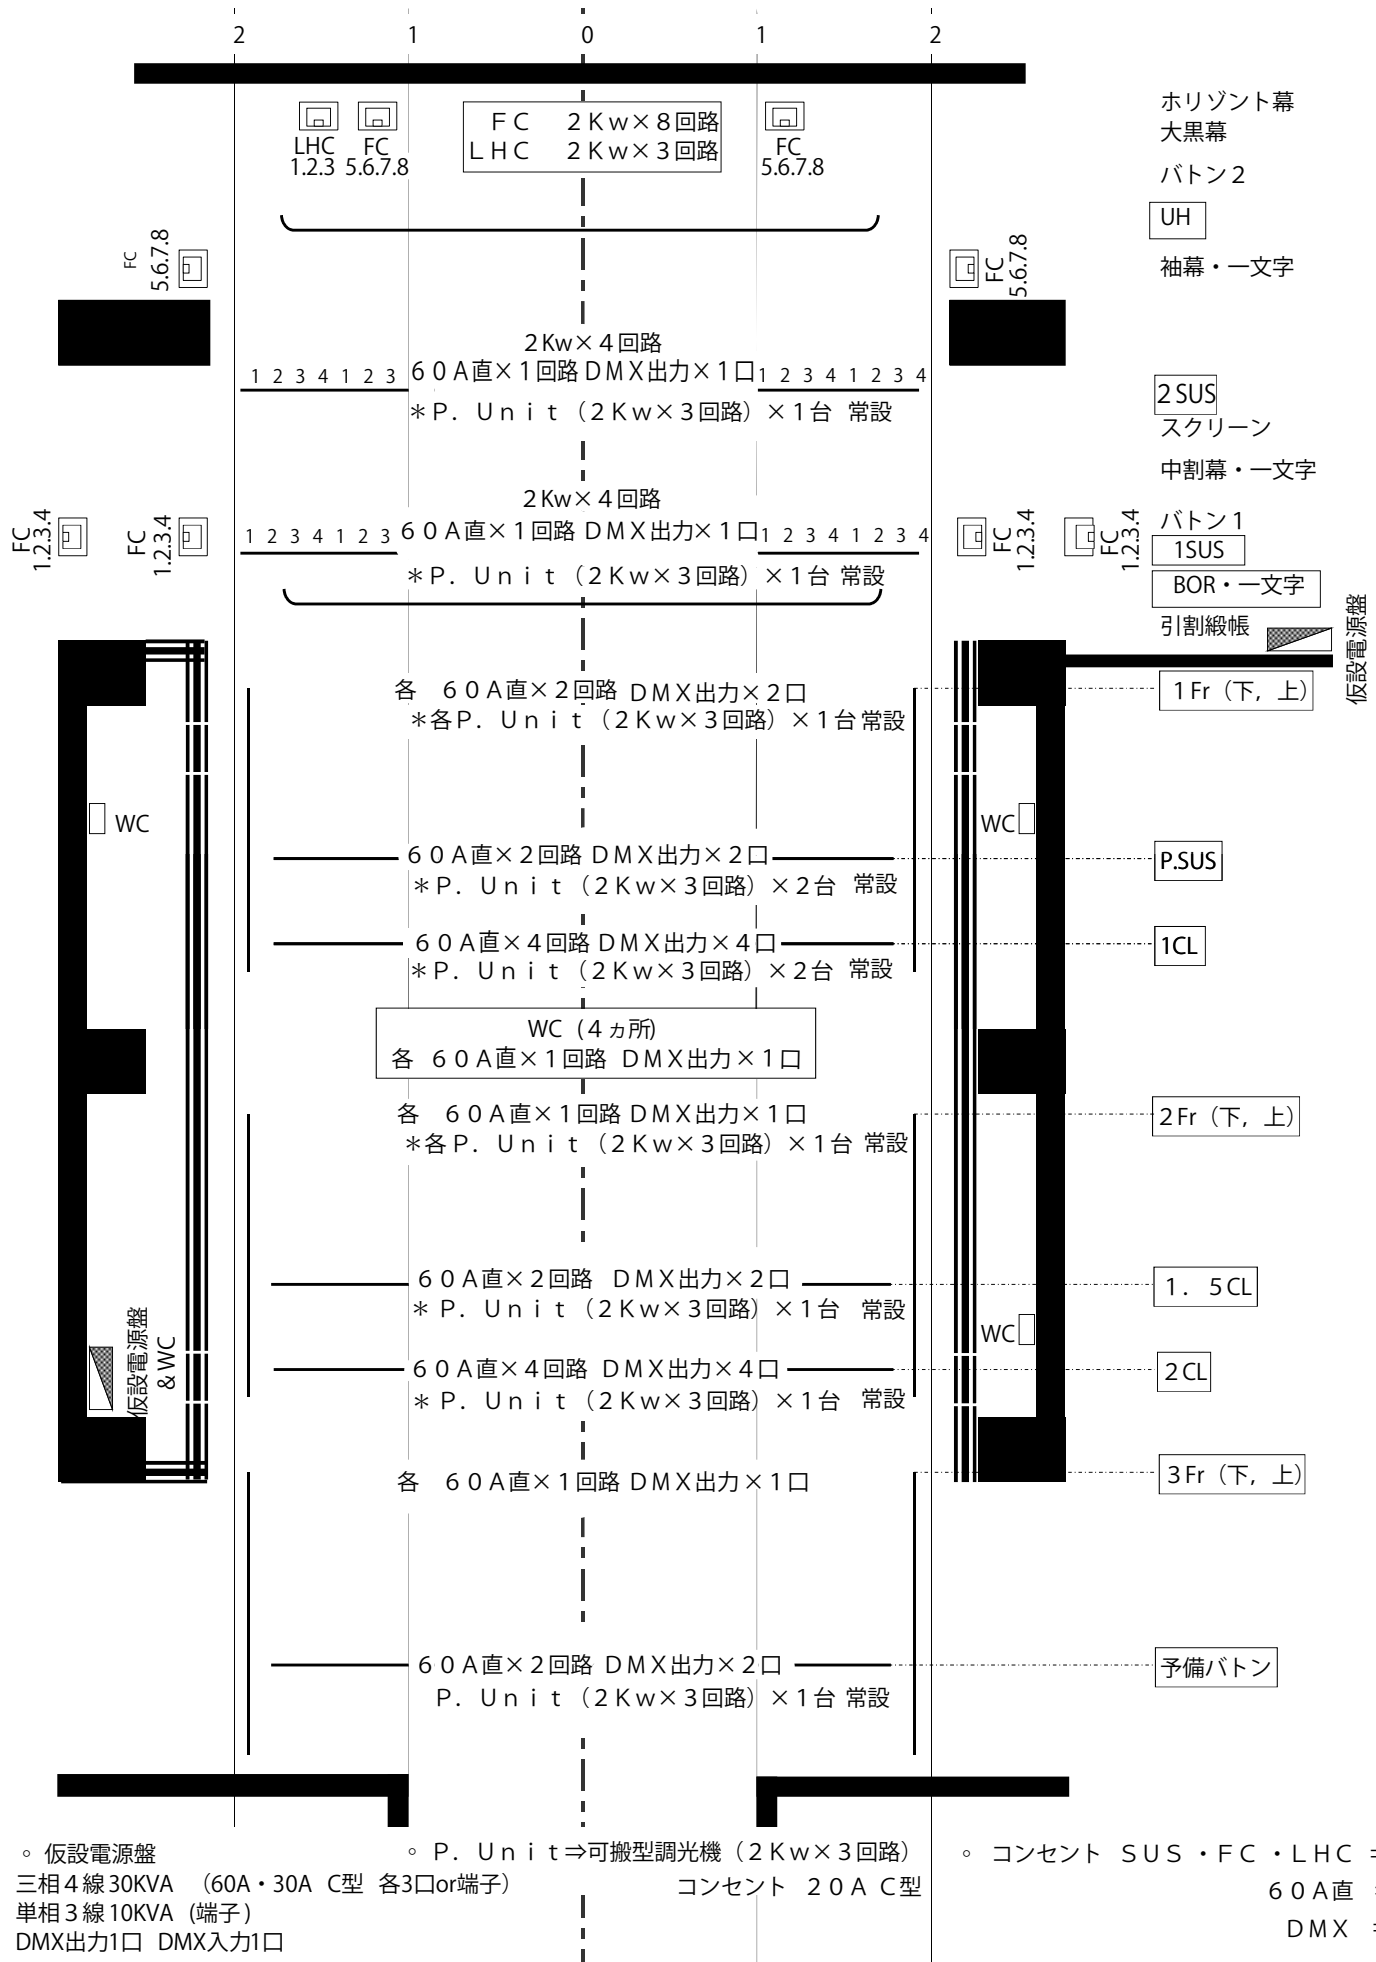 2 1 0 1 2
LHC
1.2.3
FC
5.6.7.8
ＦＣ　２Ｋｗ×８回路
ＬＨＣ　２Ｋｗ×３回路
FC
5.6.7.8
ホリゾント幕
大黒幕
バトン２
UH
袖幕・一文字
FC
5.6.7.8
FC
5.6.7.8
２Kw×４回路
1 2 3 4 1 2 3
６０Ａ直×１回路 ＤＭＸ出力×１口
1 2 3 4 1 2 3 4
＊Ｐ．Ｕｎｉｔ（２Ｋｗ×３回路）×１台 常設
２SUS
スクリーン
中割幕・一文字
２Kw×４回路
FC
1.2.3.4
FC
1.2.3.4
1 2 3 4 1 2 3
６０Ａ直×１回路 ＤＭＸ出力×１口
1 2 3 4 1 2 3 4
FC
1.2.3.4
FC
1.2.3.4
＊Ｐ．Ｕｎｉｔ（２Ｋｗ×３回路）×１台 常設
バトン１
1SUS
BOR・一文字
引割緞帳
仮設電源盤
各　６０Ａ直×２回路 ＤＭＸ出力×２口
＊各Ｐ．Ｕｎｉｔ（２Ｋｗ×３回路）×１台 常設
１Fr（下，上）
WC
WC
６０Ａ直×２回路 ＤＭＸ出力×２口
＊Ｐ．Ｕｎｉｔ（２Ｋｗ×３回路）×２台 常設
P.SUS
６０Ａ直×４回路 ＤＭＸ出力×４口
＊Ｐ．Ｕｎｉｔ（２Ｋｗ×３回路）×２台 常設
1CL
WC (４ヵ所)
各 ６０Ａ直×１回路 ＤＭＸ出力×１口
各　６０Ａ直×１回路 ＤＭＸ出力×１口
＊各Ｐ．Ｕｎｉｔ（２Ｋｗ×３回路）×１台 常設
２Fr（下，上）
６０Ａ直×２回路 ＤＭＸ出力×２口
＊Ｐ．Ｕｎｉｔ（２Ｋｗ×３回路）×１台 常設
１．５CL
仮設電源盤
& WC
WC
６０Ａ直×４回路 ＤＭＸ出力×４口
＊Ｐ．Ｕｎｉｔ（２Ｋｗ×３回路）×１台 常設
２CL
各　６０Ａ直×１回路 ＤＭＸ出力×１口
３Fr（下，上）
６０Ａ直×２回路 ＤＭＸ出力×２口
Ｐ．Ｕｎｉｔ（２Ｋｗ×３回路）×１台 常設
予備バトン
◦ 仮設電源盤
三相４線30KVA （60A・30A C型 各3口or端子）
単相３線10KVA (端子)
DMX出力1口 DMX入力1口
◦ Ｐ．Ｕｎｉｔ⇒可搬型調光機（２Ｋｗ×３回路）
コンセント ２０Ａ Ｃ型
◦ コンセント ＳＵＳ・ＦＣ・ＬＨＣ
６０Ａ直
ＤＭＸ